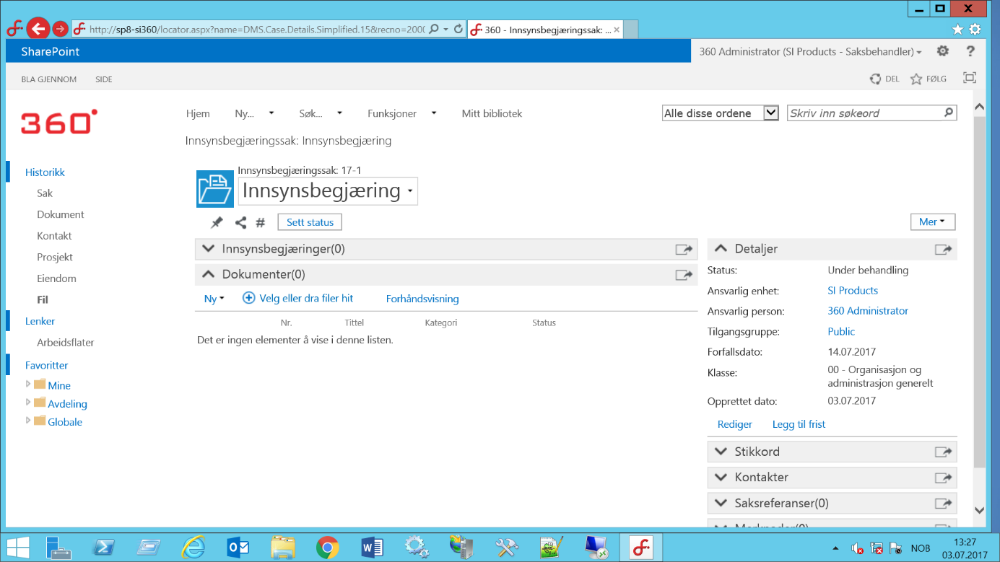 http://sp8-si360/locator.aspx?name=DMS.Case.Details.Simplified.15&recno=200
360 - Innsynsbegjæringssak: ...
SharePoint
360 Administrator (SI Products - Saksbehandler)
?
BLA GJENNOM
SIDE
DEL
FØLG
360°
Hjem
Ny...
Søk...
Funksjoner
Mitt bibliotek
Alle disse ordene
Skriv inn søkeord
Innsynsbegjæringssak: Innsynsbegjæring
Historikk
Sak
Dokument
Kontakt
Prosjekt
Eiendom
Fil
Lenker
Arbeidsflater
Favoritter
Mine
Avdeling
Globale
Innsynsbegjæringssak: 17-1
Innsynsbegjæring
#
Sett status
Mer
Innsynsbegjæringer(0)
Dokumenter(0)
Ny
Velg eller dra filer hit
Forhåndsvisning
Nr. Tittel Kategori Status
Det er ingen elementer å vise i denne listen.
Detaljer
Status: Under behandling
Ansvarlig enhet: SI Products
Ansvarlig person: 360 Administrator
Tilgangsgruppe: Public
Forfallsdato: 14.07.2017
Klasse: 00 - Organisasjon og
administrasjon generelt
Opprettet dato: 03.07.2017
Rediger
Legg til frist
Stikkord
Kontakter
Saksreferanser(0)
NOB
13:27
03.07.2017